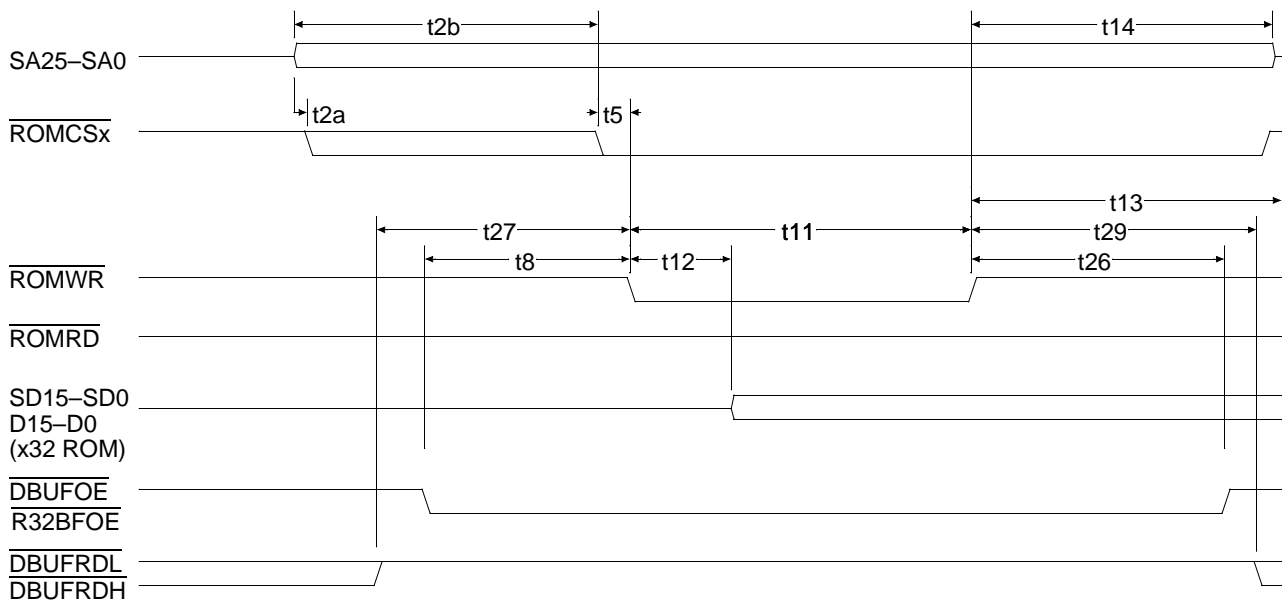 t2b
t14
SA25–SA0
t2a
t5
ROMCSx
t13
t27
t11
t29
t8
t12
t26
ROMWR
ROMRD
SD15–SD0
D15–D0
(x32 ROM)
DBUFOE
R32BFOE
DBUFRDL
DBUFRDH